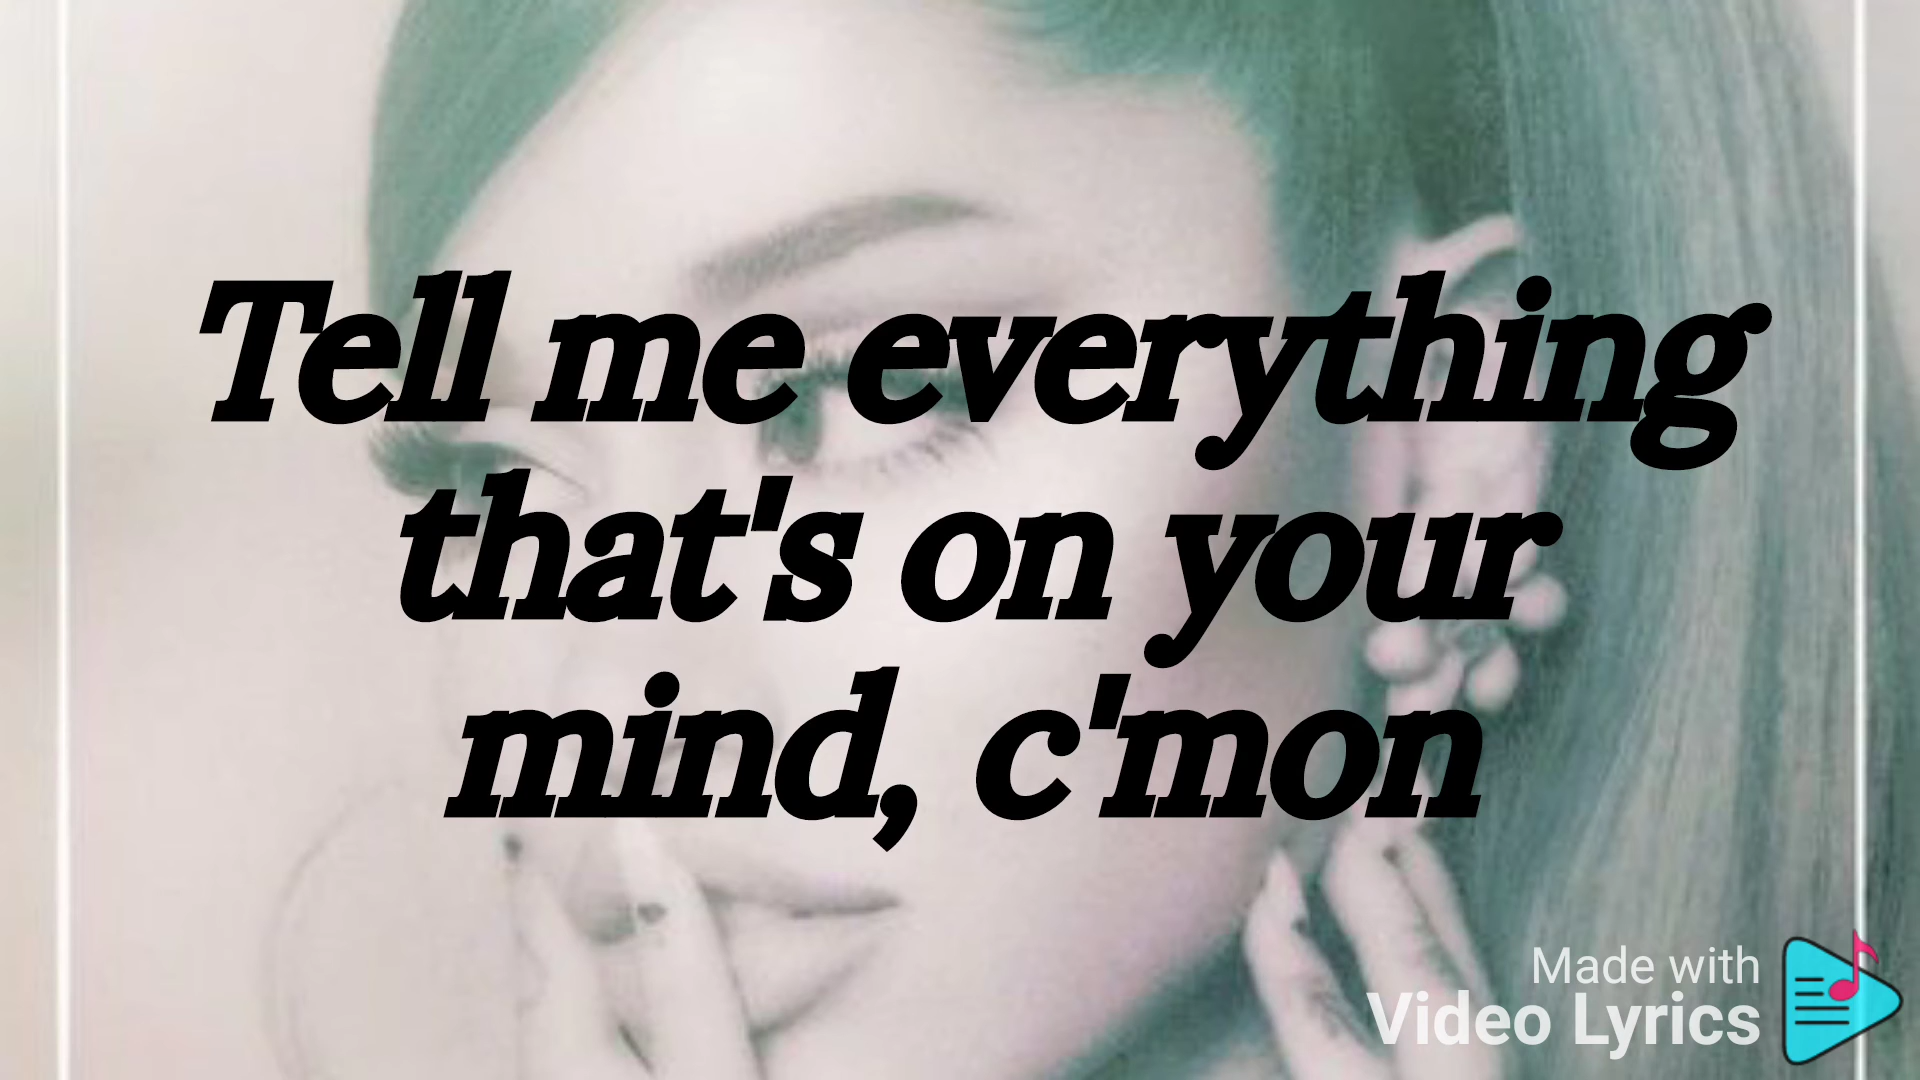 Tell me everything
that's on your
mind, c'mon
Made with
Video Lyrics